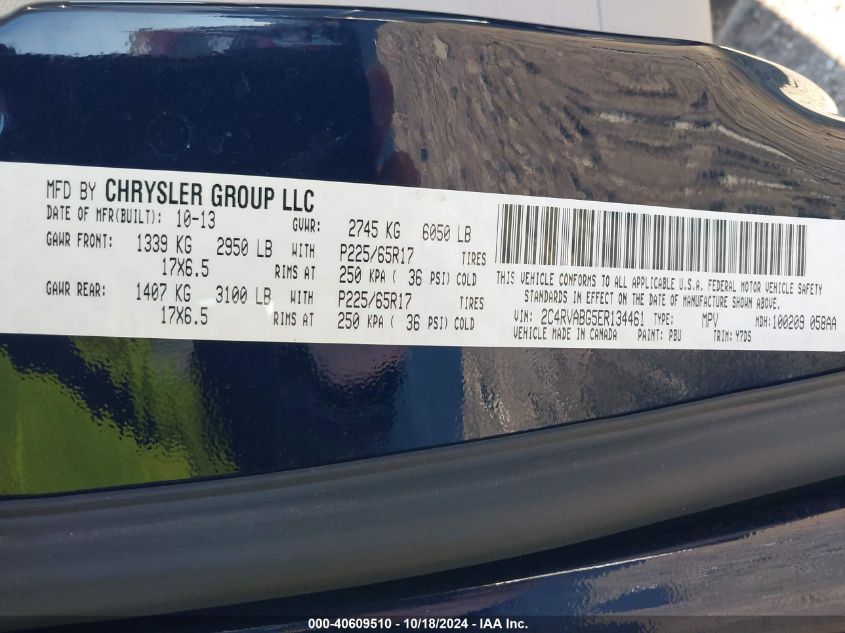 MFD BY CHRYSLER GROUP LLC
DATE OF MFR(BUILT): 10-13 GVWR: 2745 KG 6050 LB
GAWR FRONT: 1339 KG 2950 LB WITH P225/65R17 TIRES
17X6.5 RIMS AT 250 KPA ( 36 PSI) COLD
GAWR REAR: 1407 KG 3100 LB WITH P225/65R17 TIRES
17X6.5 RIMS AT 250 KPA ( 36 PSI) COLD
THIS VEHICLE CONFORMS TO ALL APPLICABLE U.S.A. FEDERAL MOTOR VEHICLE SAFETY
STANDARDS IN EFFECT ON THE DATE OF MANUFACTURE SHOWN ABOVE.
VIN: 2C4RVABG5ER134461 TYPE: MPV MDH:100209 058AA
VEHICLE MADE IN CANADA PAINT: PBU TRIM: Y7DS
000-40609510 - 10/18/2024 - IAA Inc.